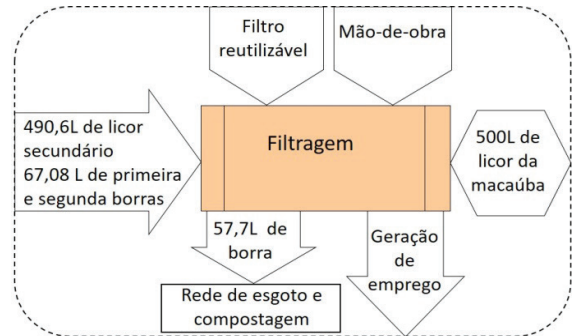 Filtro
reutilizável
Mão-de-obra
490,6L de licor
secundário
67,08 L de primeira
e segunda borras
Filtragem
500L de
licor da
macaúba
57,7L de
borra
Geração
de
emprego
Rede de esgoto e
compostagem